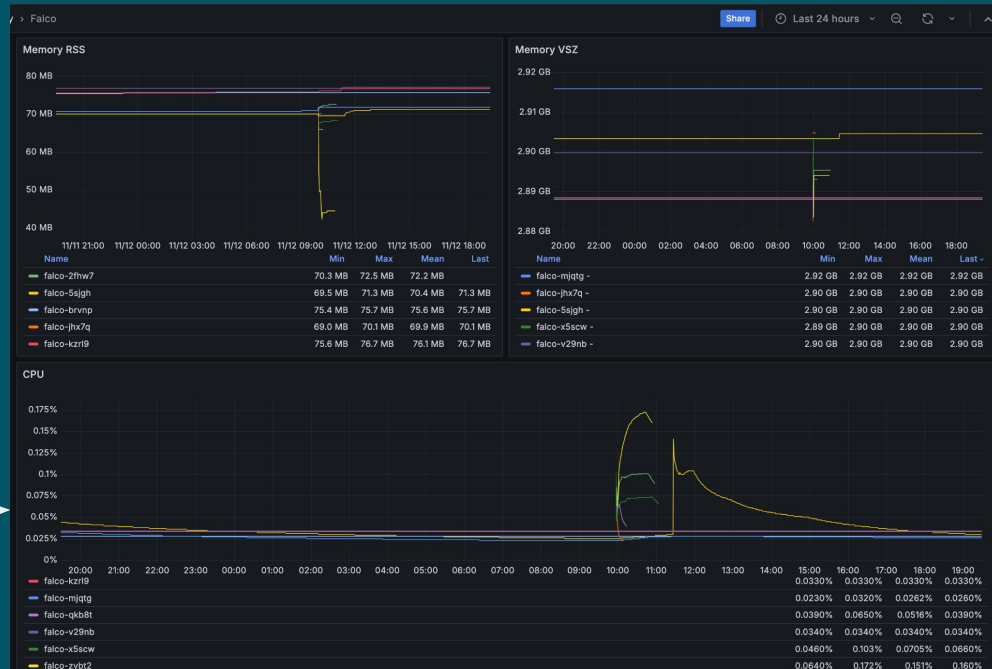 y > Falco Share Last 24 hours
Memory RSS
80 MB
70 MB
60 MB
50 MB
40 MB
11/11 21:00 11/12 00:00 11/12 03:00 11/12 06:00 11/12 09:00 11/12 12:00 11/12 15:00 11/12 18:00
Name Min Max Mean Last
falco-2fhw7 70.3 MB 72.5 MB 72.2 MB
falco-5sjgh 69.5 MB 71.3 MB 70.4 MB 71.3 MB
falco-brvnp 75.4 MB 75.7 MB 75.6 MB 75.7 MB
falco-jhx7q 69.0 MB 70.1 MB 69.9 MB 70.1 MB
falco-kzrl9 75.6 MB 76.7 MB 76.1 MB 76.7 MB
Memory VSZ
2.92 GB
2.91 GB
2.90 GB
2.89 GB
2.88 GB
20:00 22:00 00:00 02:00 04:00 06:00 08:00 10:00 12:00 14:00 16:00 18:00
Name Min Max Mean Last
falco-mjqtg - 2.92 GB 2.92 GB 2.92 GB 2.92 GB
falco-jhx7q - 2.90 GB 2.90 GB 2.90 GB 2.90 GB
falco-5sjgh - 2.90 GB 2.90 GB 2.90 GB 2.90 GB
falco-x5scw - 2.89 GB 2.90 GB 2.90 GB 2.90 GB
falco-v29nb - 2.90 GB 2.90 GB 2.90 GB 2.90 GB
CPU
0.175%
0.15%
0.125%
0.1%
0.075%
0.05%
0.025%
0%
20:00 21:00 22:00 23:00 00:00 01:00 02:00 03:00 04:00 05:00 06:00 07:00 08:00 09:00 10:00 11:00 12:00 13:00 14:00 15:00 16:00 17:00 18:00 19:00
falco-kzrl9 0.0330% 0.0330% 0.0330% 0.0330%
falco-mjqtg 0.0230% 0.0320% 0.0262% 0.0260%
falco-qkb8t 0.0390% 0.0650% 0.0516% 0.0390%
falco-v29nb 0.0340% 0.0340% 0.0340% 0.0340%
falco-x5scw 0.0460% 0.103% 0.0705% 0.0660%
falco-zvbt2 0.0640% 0.172% 0.151% 0.160%